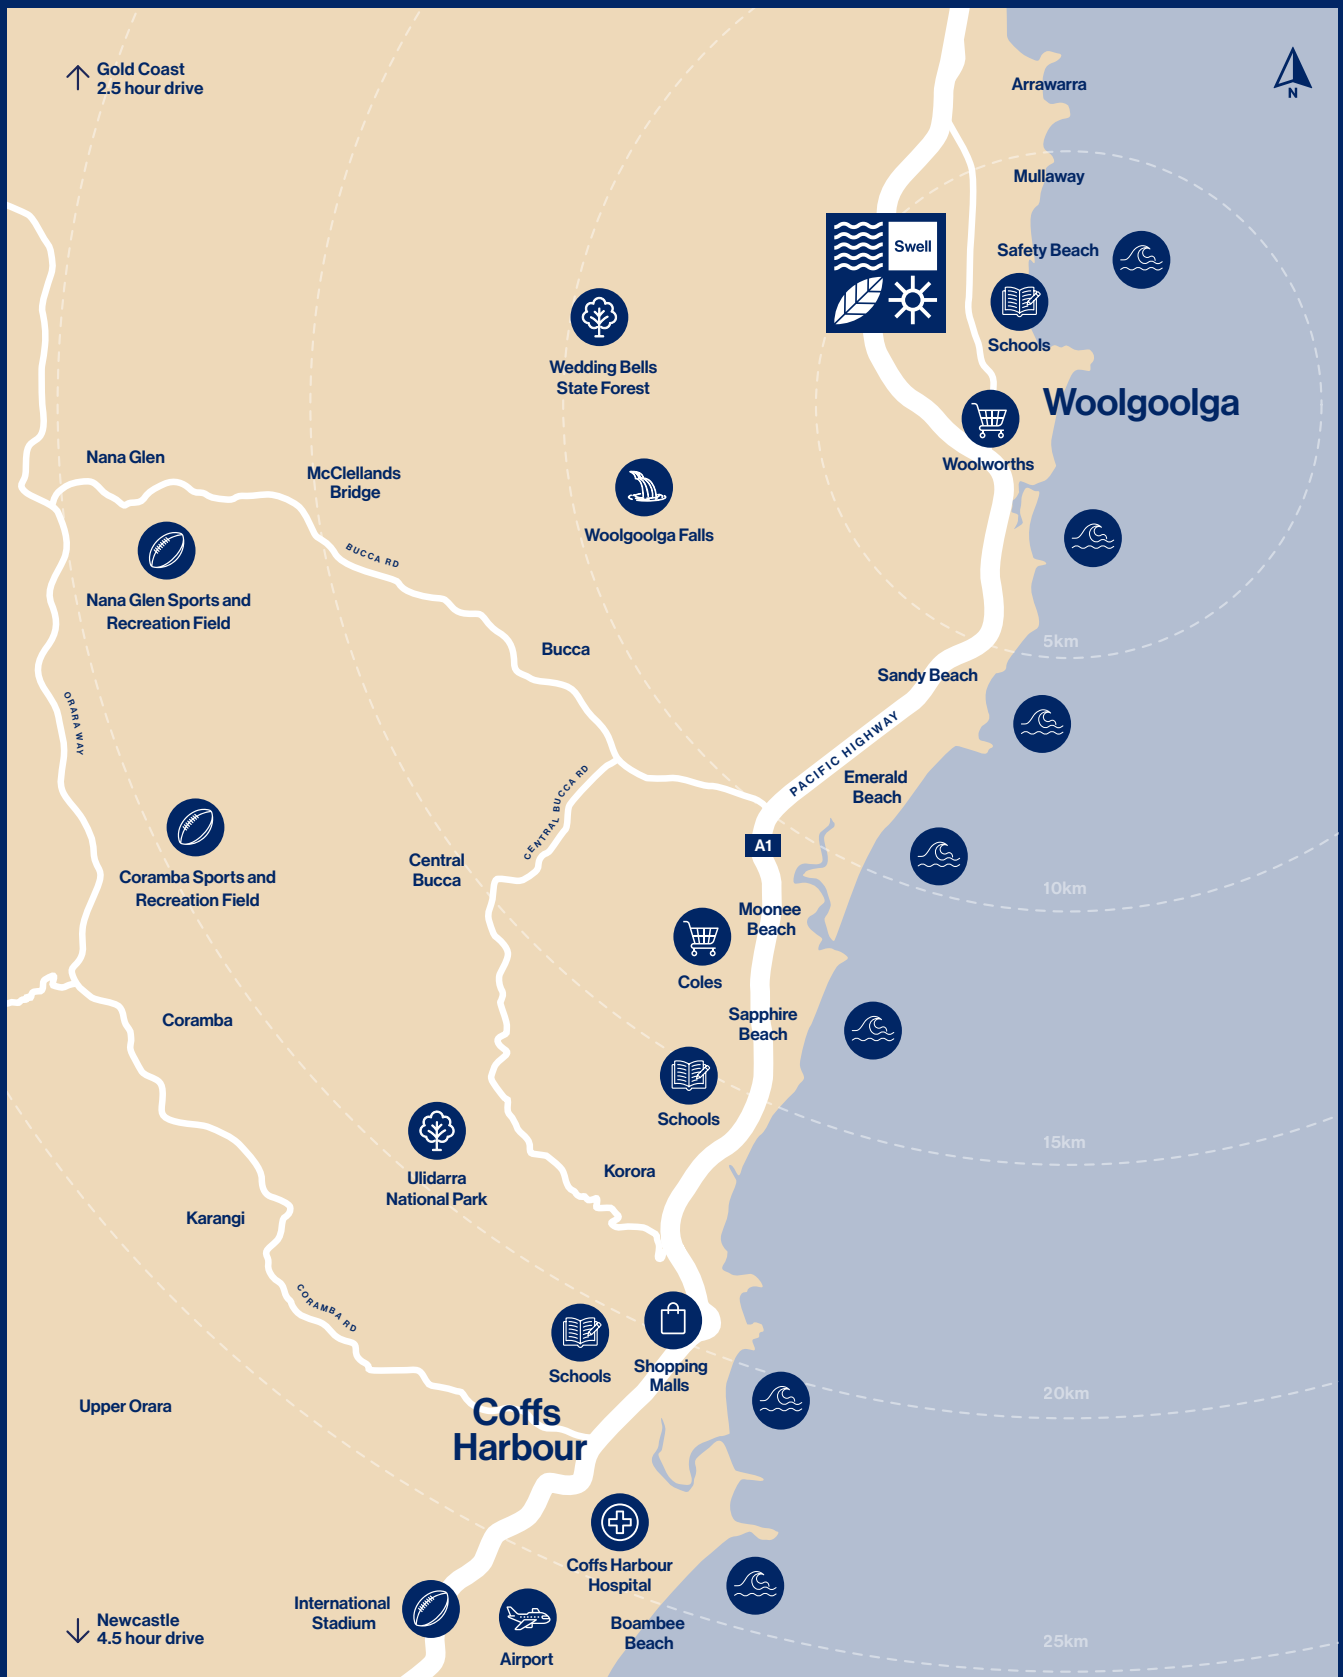 Gold Coast
2.5 hour drive
N
Arrawarra
Mullaway
Safety Beach
Swell
Schools
Wedding Bells
State Forest
Woolgoolga
Woolworths
Nana Glen
McClellands
Bridge
Woolgoolga Falls
BUCCA RD
Nana Glen Sports and
Recreation Field
Bucca
5km
Sandy Beach
ORARA WAY
PACIFIC HIGHWAY
Emerald
Beach
CENTRAL BUCCA RD
A1
Central
Bucca
Coramba Sports and
Recreation Field
10km
Moonee
Beach
Coles
Sapphire
Beach
Coramba
Schools
15km
Korora
Ulidarra
National Park
Karangi
CORAMBA RD
Schools
Shopping
Malls
20km
Upper Orara
Coffs
Harbour
Coffs Harbour
Hospital
International
Stadium
Boambee
Beach
Airport
25km
Newcastle
4.5 hour drive